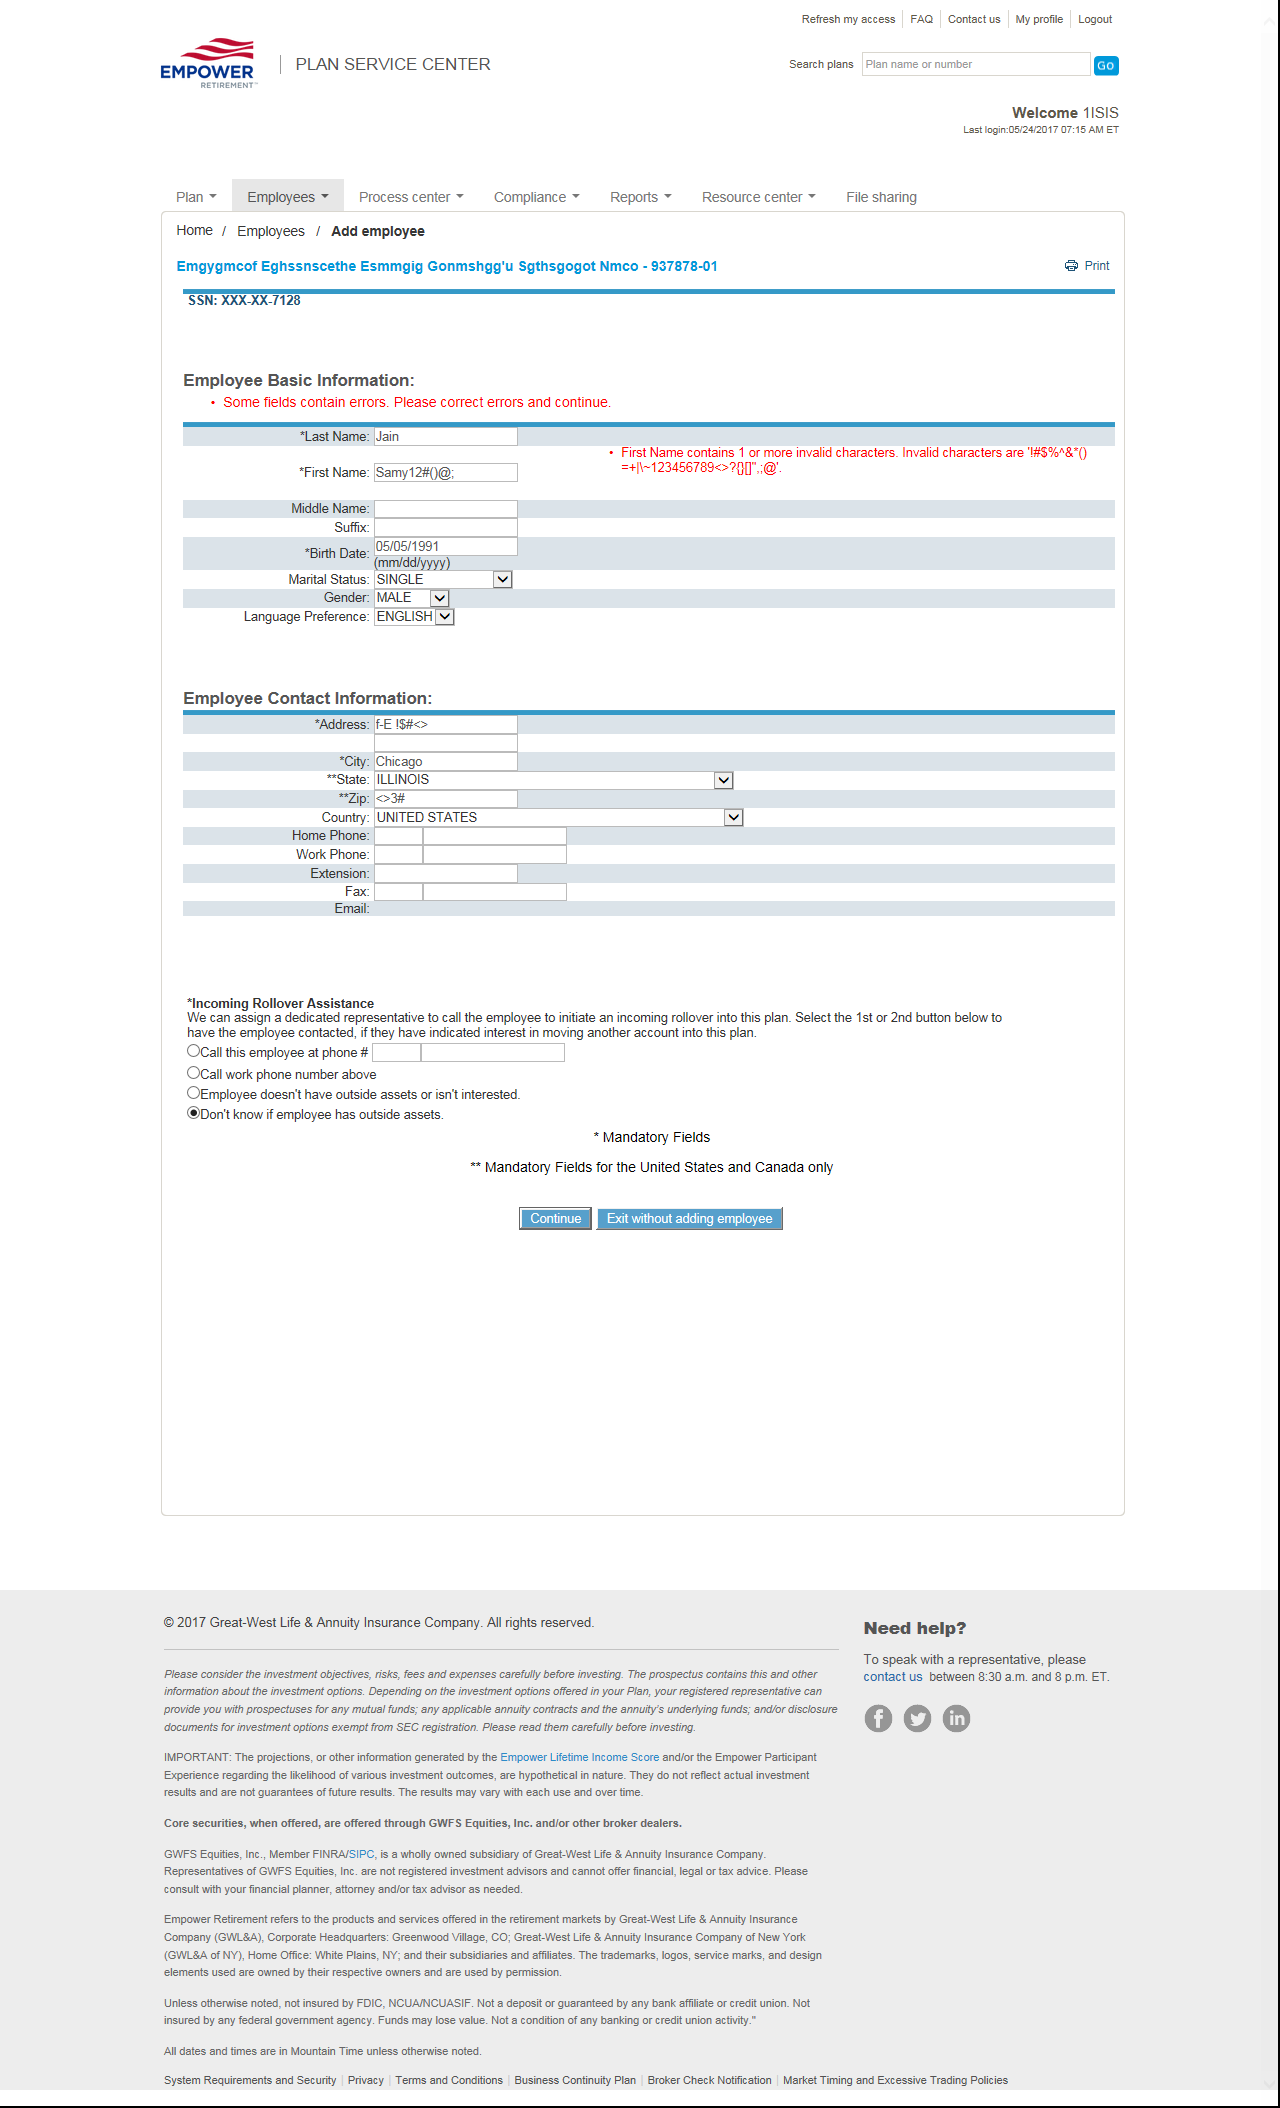 Refresh my access | FAQ | Contact us | My profile | Logout
EMPOWER
RETIREMENT
PLAN SERVICE CENTER
Search plans Plan name or number GO
Welcome 1ISIS
Last login:05/24/2017 07:15 AM ET
Plan Employees Process center Compliance Reports Resource center File sharing
Home / Employees / Add employee
Emgygmcof Eghssnscethe Esmmgig Gonmshgg'u Sgthsgogot Nmco - 937878-01 Print
SSN: XXX-XX-7128
Employee Basic Information:
• Some fields contain errors. Please correct errors and continue.
*Last Name: Jain
*First Name: Samy12#()@;
• First Name contains 1 or more invalid characters. Invalid characters are '!#$%^&*()
=+|\~123456789<>?{}[]",;@'.
Middle Name:
Suffix:
*Birth Date: 05/05/1991
(mm/dd/yyyy)
Marital Status: SINGLE
Gender: MALE
Language Preference: ENGLISH
Employee Contact Information:
*Address: f-E !$#<>
*City: Chicago
**State: ILLINOIS
**Zip: <>3#
Country: UNITED STATES
Home Phone:
Work Phone:
Extension:
Fax:
Email:
*Incoming Rollover Assistance
We can assign a dedicated representative to call the employee to initiate an incoming rollover into this plan. Select the 1st or 2nd button below to
have the employee contacted, if they have indicated interest in moving another account into this plan.
Call this employee at phone #
Call work phone number above
Employee doesn't have outside assets or isn't interested.
Don't know if employee has outside assets.
* Mandatory Fields
** Mandatory Fields for the United States and Canada only
Continue Exit without adding employee
© 2017 Great-West Life & Annuity Insurance Company. All rights reserved.
Please consider the investment objectives, risks, fees and expenses carefully before investing. The prospectus contains this and other
information about the investment options. Depending on the investment options offered in your Plan, your registered representative can
provide you with prospectuses for any mutual funds; any applicable annuity contracts and the annuity's underlying funds; and/or disclosure
documents for investment options exempt from SEC registration. Please read them carefully before investing.
IMPORTANT: The projections, or other information generated by the Empower Lifetime Income Score and/or the Empower Participant
Experience regarding the likelihood of various investment outcomes, are hypothetical in nature. They do not reflect actual investment
results and are not guarantees of future results. The results may vary with each use and over time.
Core securities, when offered, are offered through GWFS Equities, Inc. and/or other broker dealers.
GWFS Equities, Inc., Member FINRA/SIPC, is a wholly owned subsidiary of Great-West Life & Annuity Insurance Company.
Representatives of GWFS Equities, Inc. are not registered investment advisors and cannot offer financial, legal or tax advice. Please
consult with your financial planner, attorney and/or tax advisor as needed.
Empower Retirement refers to the products and services offered in the retirement markets by Great-West Life & Annuity Insurance
Company (GWL&A), Corporate Headquarters: Greenwood Village, CO; Great-West Life & Annuity Insurance Company of New York
(GWL&A of NY), Home Office: White Plains, NY; and their subsidiaries and affiliates. The trademarks, logos, service marks, and design
elements used are owned by their respective owners and are used by permission.
Unless otherwise noted, not insured by FDIC, NCUA/NCUASIF. Not a deposit or guaranteed by any bank affiliate or credit union. Not
insured by any federal government agency. Funds may lose value. Not a condition of any banking or credit union activity."
All dates and times are in Mountain Time unless otherwise noted.
System Requirements and Security | Privacy | Terms and Conditions | Business Continuity Plan | Broker Check Notification | Market Timing and Excessive Trading Policies
Need help?
To speak with a representative, please
contact us between 8:30 a.m. and 8 p.m. ET.